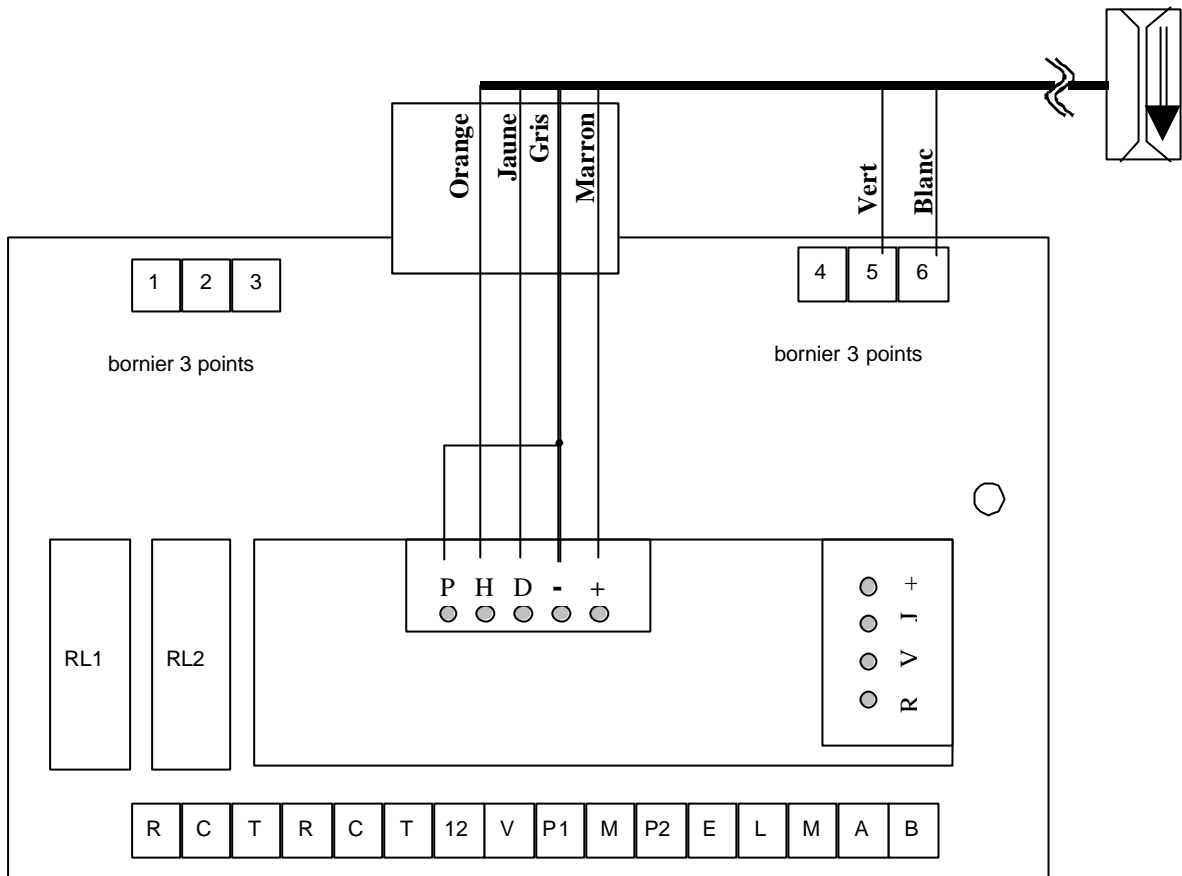 Orange Jaune Gris Marron Vert Blanc
1 2 3
4 5 6
bornier 3 points
bornier 3 points
P H D - +
+
J
V
R
RL1
RL2
R C T R C T 12 V P1 M P2 E L M A B